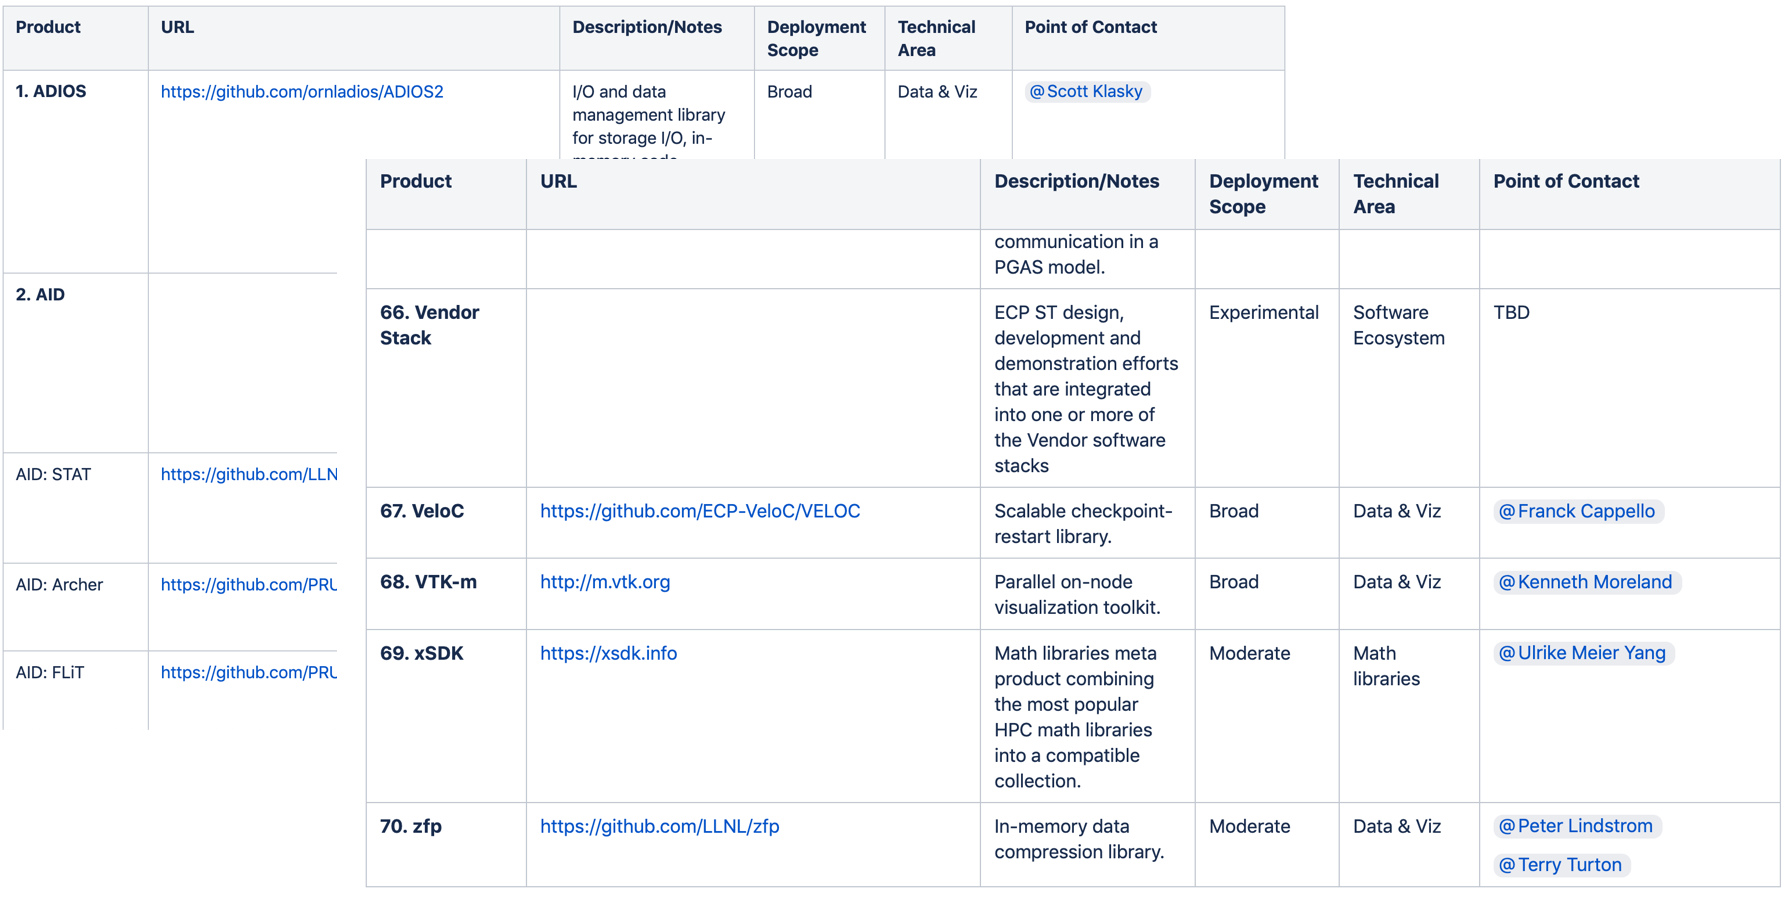 Product URL Description/Notes Deployment Scope Technical Area Point of Contact
1. ADIOS https://github.com/ornladios/ADIOS2 I/O and data Broad Data & Viz @Scott Klasky
management library
for storage I/O, in-
2. AID
AID: STAT https://github.com/LLN
AID: Archer https://github.com/PRU
AID: FLiT https://github.com/PRU
Product URL Description/Notes Deployment Scope Technical Area Point of Contact
communication in a
PGAS model.
66. Vendor Stack ECP ST design, Experimental Software Ecosystem TBD
development and
demonstration efforts
that are integrated
into one or more of
the Vendor software
stacks
67. VeloC https://github.com/ECP-VeloC/VELOC Scalable checkpoint- Broad Data & Viz @Franck Cappello
restart library.
68. VTK-m http://m.vtk.org Parallel on-node Broad Data & Viz @Kenneth Moreland
visualization toolkit.
69. xSDK https://xsdk.info Math libraries meta Moderate Math libraries @Ulrike Meier Yang
product combining
the most popular
HPC math libraries
into a compatible
collection.
70. zfp https://github.com/LLNL/zfp In-memory data Moderate Data & Viz @Peter Lindstrom
compression library. @Terry Turton